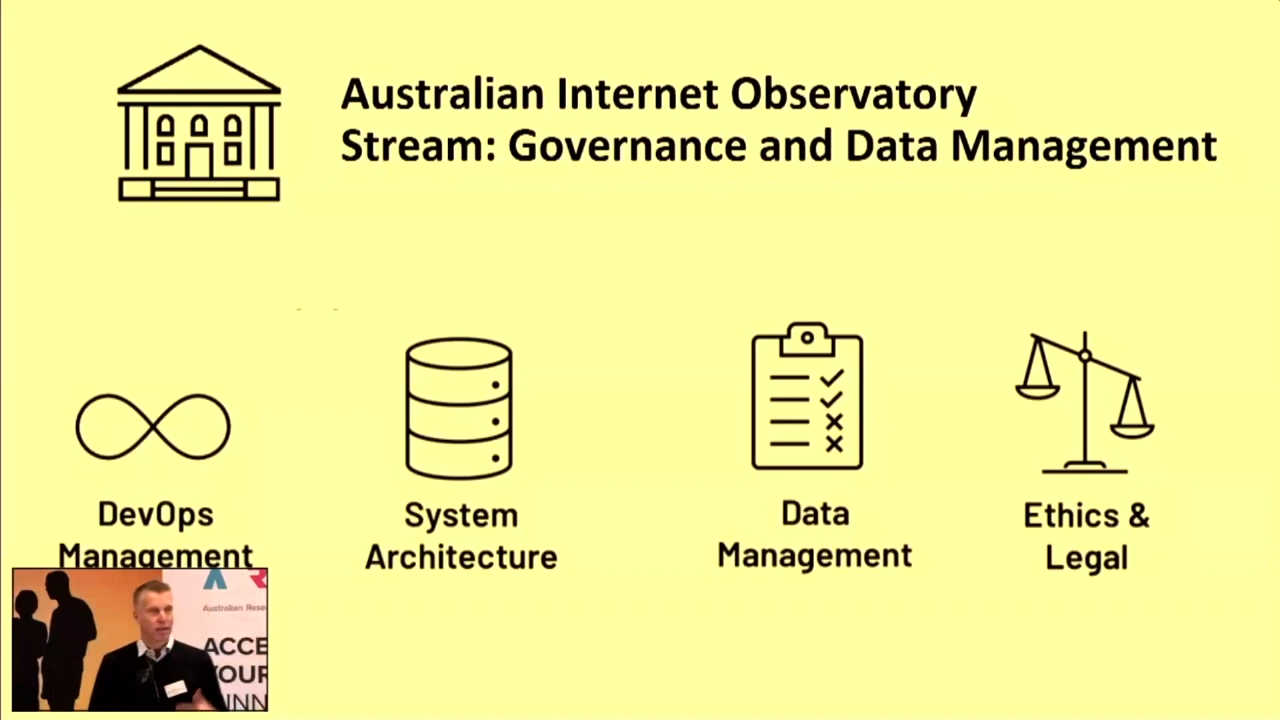 Australian Internet Observatory
Stream: Governance and Data Management
DevOps
Management
System
Architecture
Data
Management
Ethics &
Legal
Australian Rese
ACCE
YOUR